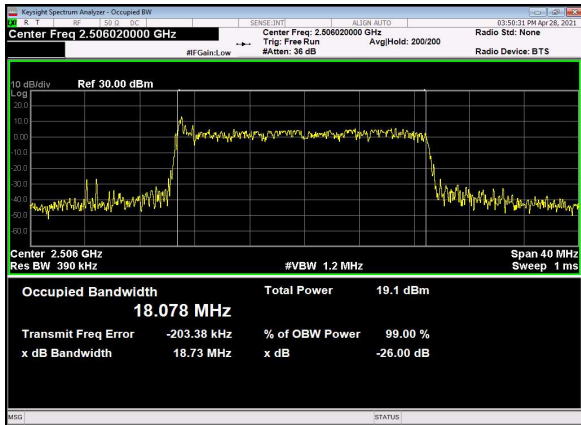 Keysight Spectrum Analyzer - Occupied BW
R T RF 50 Ω DC SENSE:INT ALIGN AUTO 03:50:31 PM Apr 28, 2021
Center Freq 2.506020000 GHz Center Freq: 2.506020000 GHz Radio Std: None
Trig: Free Run Avg|Hold: 200/200
#IFGain:Low #Atten: 36 dB Radio Device: BTS
10 dB/div Ref 30.00 dBm
Log
20.0
10.0
0.00
-10.0
-20.0
-30.0
-40.0
-50.0
-60.0
Center 2.506 GHz Span 40 MHz
Res BW 390 kHz #VBW 1.2 MHz Sweep 1 ms
Occupied Bandwidth Total Power 19.1 dBm
18.078 MHz
Transmit Freq Error -203.38 kHz % of OBW Power 99.00 %
x dB Bandwidth 18.73 MHz x dB -26.00 dB
MSG STATUS